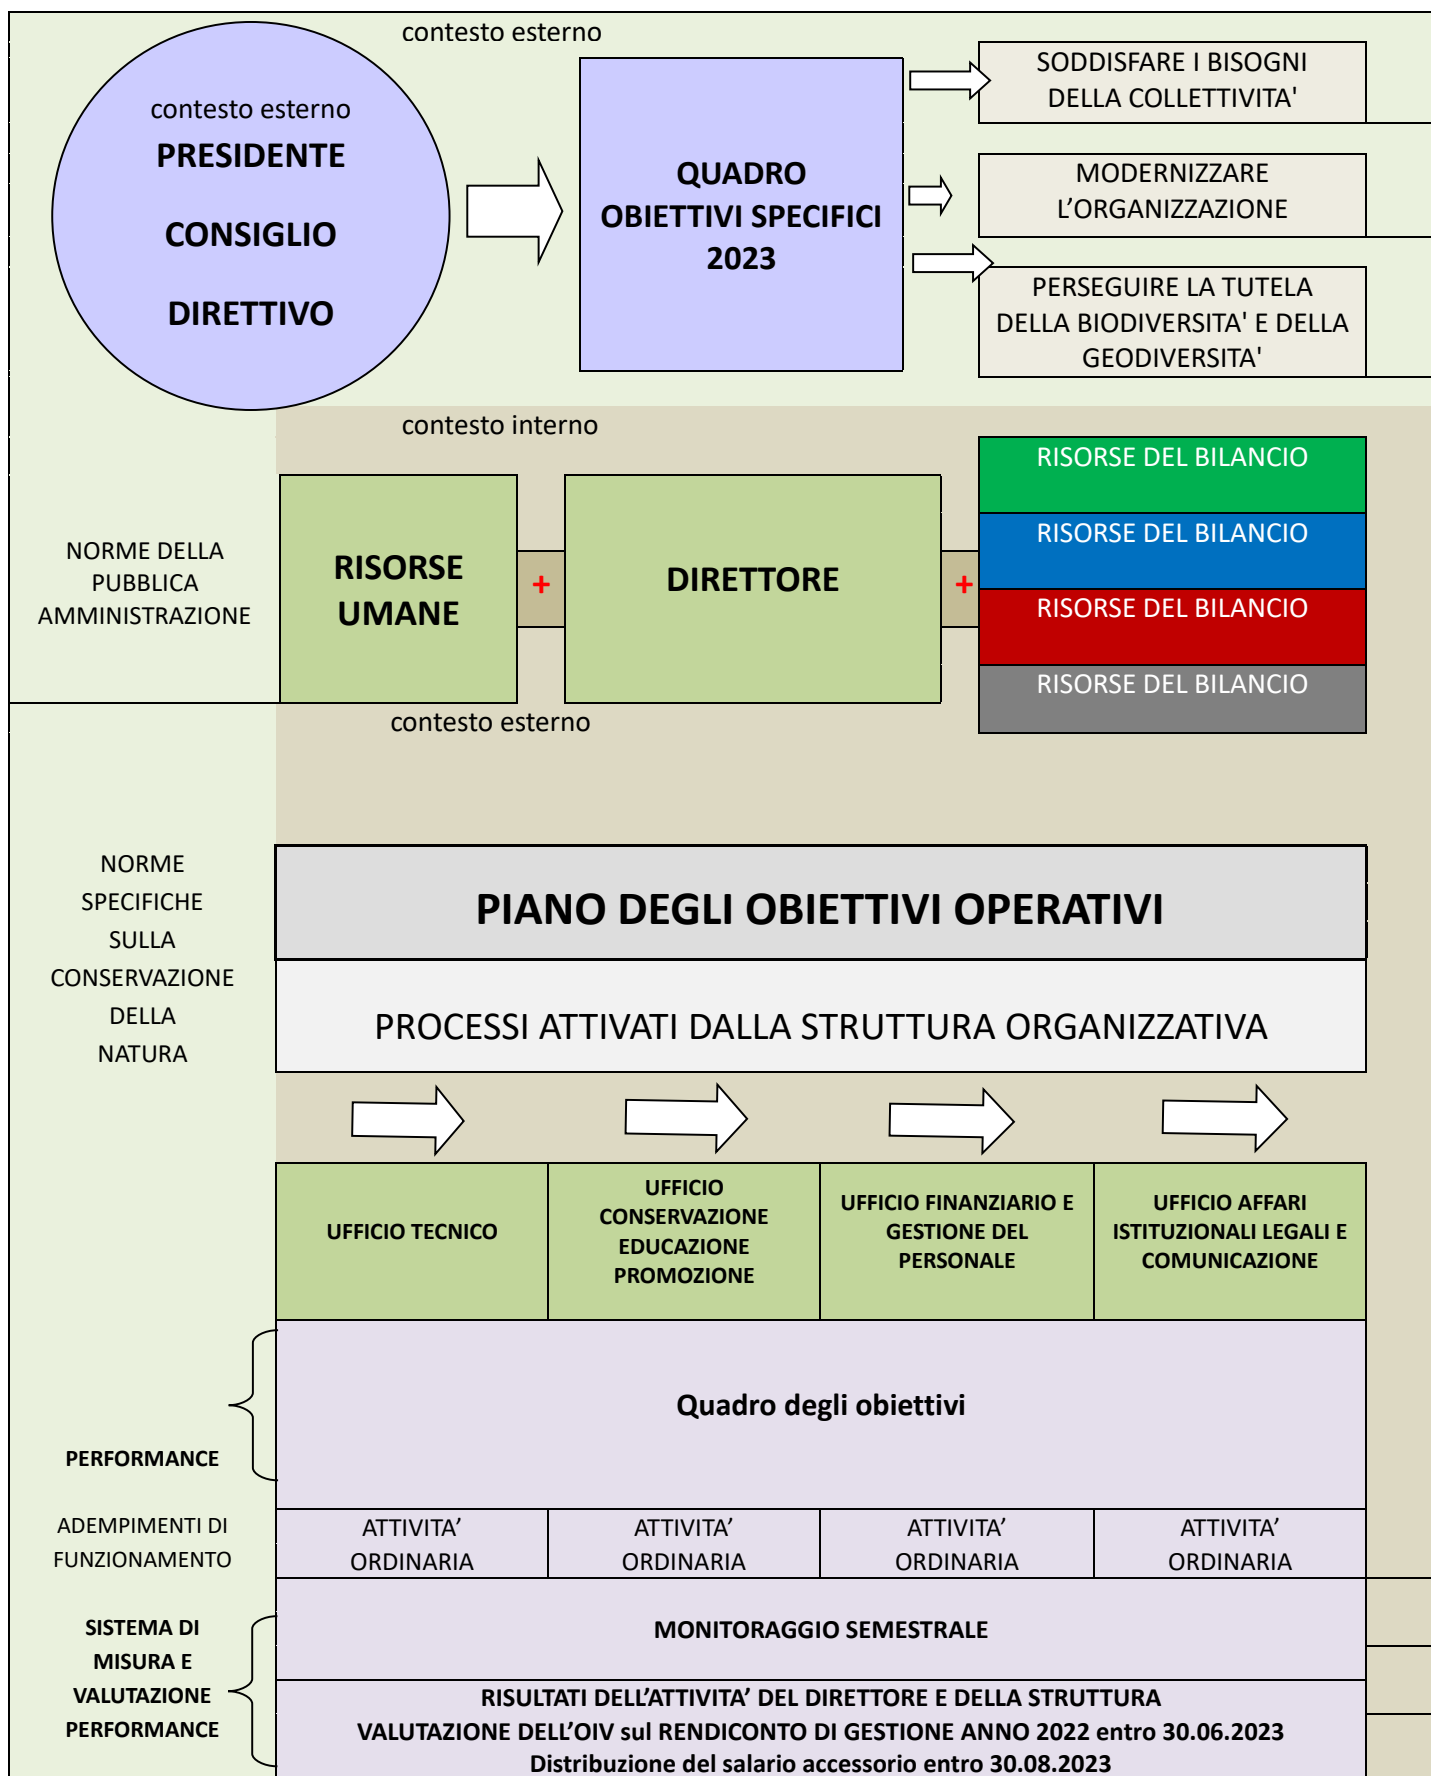 contesto esterno
contesto esterno
PRESIDENTE
CONSIGLIO
DIRETTIVO
QUADRO
OBIETTIVI SPECIFICI
2023
SODDISFARE I BISOGNI
DELLA COLLETTIVITA'
MODERNIZZARE
L’ORGANIZZAZIONE
PERSEGUIRE LA TUTELA
DELLA BIODIVERSITA' E DELLA
GEODIVERSITA'
contesto interno
NORME DELLA
PUBBLICA
AMMINISTRAZIONE
RISORSE
UMANE
+
DIRETTORE
+
RISORSE DEL BILANCIO
RISORSE DEL BILANCIO
RISORSE DEL BILANCIO
RISORSE DEL BILANCIO
contesto esterno
NORME
SPECIFICHE
SULLA
CONSERVAZIONE
DELLA
NATURA
PIANO DEGLI OBIETTIVI OPERATIVI
PROCESSI ATTIVATI DALLA STRUTTURA ORGANIZZATIVA
UFFICIO TECNICO
UFFICIO
CONSERVAZIONE
EDUCAZIONE
PROMOZIONE
UFFICIO FINANZIARIO E
GESTIONE DEL
PERSONALE
UFFICIO AFFARI
ISTITUZIONALI LEGALI E
COMUNICAZIONE
PERFORMANCE
Quadro degli obiettivi
ADEMPIMENTI DI
FUNZIONAMENTO
ATTIVITA’
ORDINARIA
ATTIVITA’
ORDINARIA
ATTIVITA’
ORDINARIA
ATTIVITA’
ORDINARIA
SISTEMA DI
MISURA E
VALUTAZIONE
PERFORMANCE
MONITORAGGIO SEMESTRALE
RISULTATI DELL’ATTIVITA’ DEL DIRETTORE E DELLA STRUTTURA
VALUTAZIONE DELL’OIV sul RENDICONTO DI GESTIONE ANNO 2022 entro 30.06.2023
Distribuzione del salario accessorio entro 30.08.2023